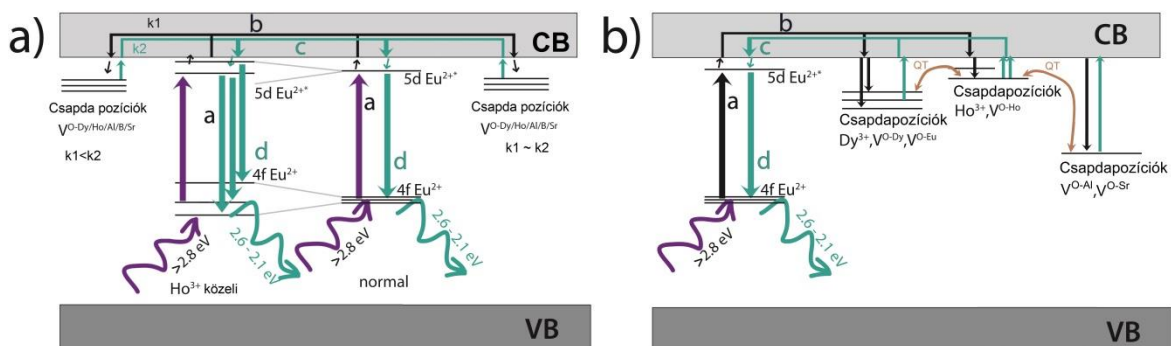 a)
k1
b
k2
c
CB
5d Eu²⁺*
5d Eu²⁺*
Csapda pozíciók
V^O-Dy/Ho/Al/B/Sr
k1<k2
a
a
Csapda pozíciók
V^O-Dy/Ho/Al/B/Sr
k1 ~ k2
d
d
4f Eu²⁺
4f Eu²⁺
>2.8 eV
2.6 - 2.1 eV
>2.8 eV
2.6 - 2.1 eV
Ho³⁺ közeli
normal
VB
b)
b
c
CB
5d Eu²⁺*
QT
QT
a
Csapdapozíciók
Ho³⁺,V^O-Ho
Csapdapozíciók
Dy³⁺,V^O-Dy,V^O-Eu
d
Csapdapozíciók
V^O-Al,V^O-Sr
4f Eu²⁺
>2.8 eV
2.6 - 2.1 eV
VB